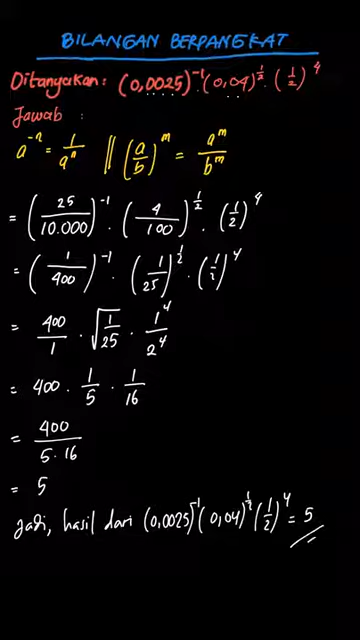 BILANGAN BERPANGKAT
Ditanyakan: (0,0025)⁻¹ · (0,04)^(1/2) · (1/2)⁴
Jawab :
a⁻ⁿ = 1/aⁿ || (a/b)^m = a^m/b^m
= (25/10.000)⁻¹ · (4/100)^(1/2) · (1/2)⁴
= (1/400)⁻¹ · (1/25)^(1/2) · (1/2)⁴
= 400/1 · √(1/25) · 1⁴/2⁴
= 400 · 1/5 · 1/16
= 400/(5 · 16)
= 5
Jadi, hasil dari (0,0025)⁻¹ (0,04)^(1/2) (1/2)⁴ = 5